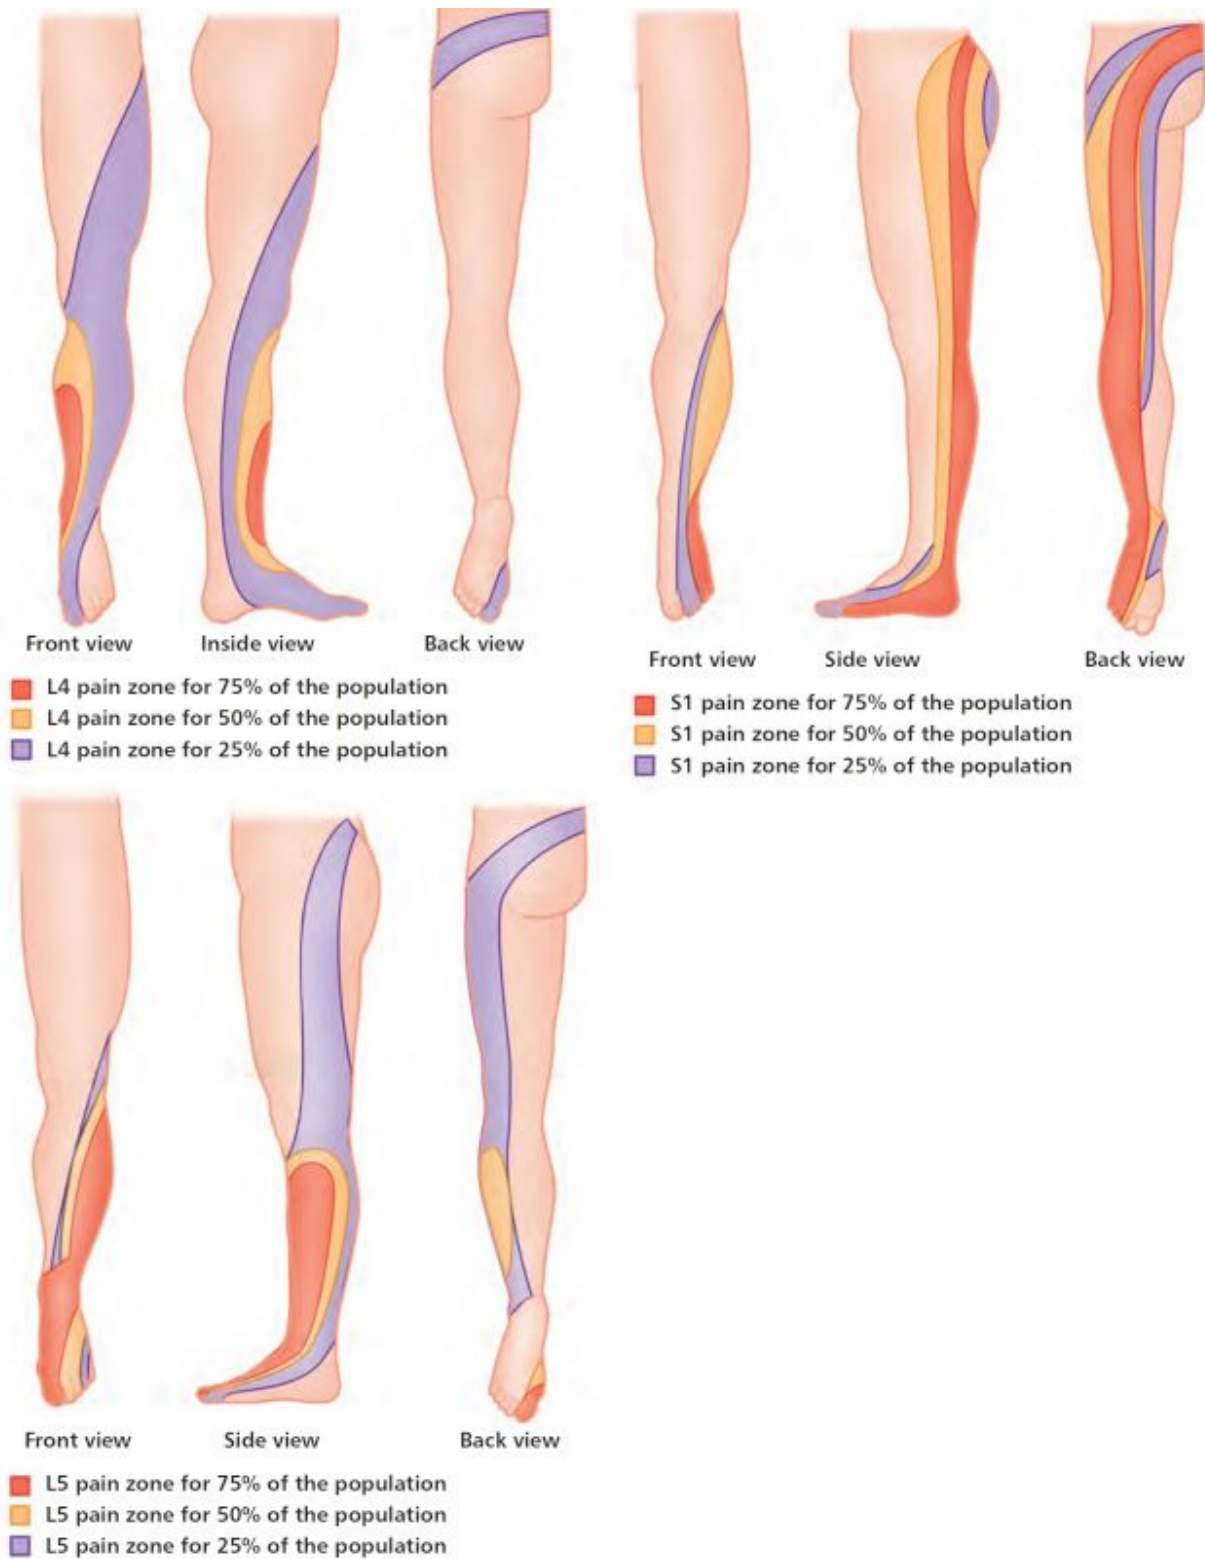 Front view
Inside view
Back view
L4 pain zone for 75% of the population
L4 pain zone for 50% of the population
L4 pain zone for 25% of the population
Front view
Side view
Back view
S1 pain zone for 75% of the population
S1 pain zone for 50% of the population
S1 pain zone for 25% of the population
Front view
Side view
Back view
L5 pain zone for 75% of the population
L5 pain zone for 50% of the population
L5 pain zone for 25% of the population